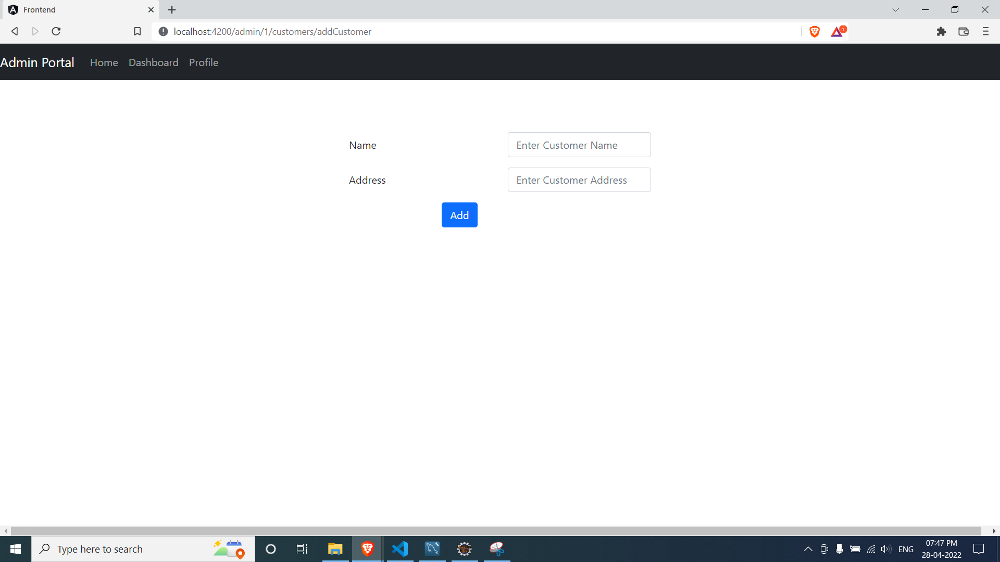 Frontend
localhost:4200/admin/1/customers/addCustomer
1
Admin Portal Home Dashboard Profile
Name Enter Customer Name
Address Enter Customer Address
Add
Type here to search
ENG
07:47 PM
28-04-2022